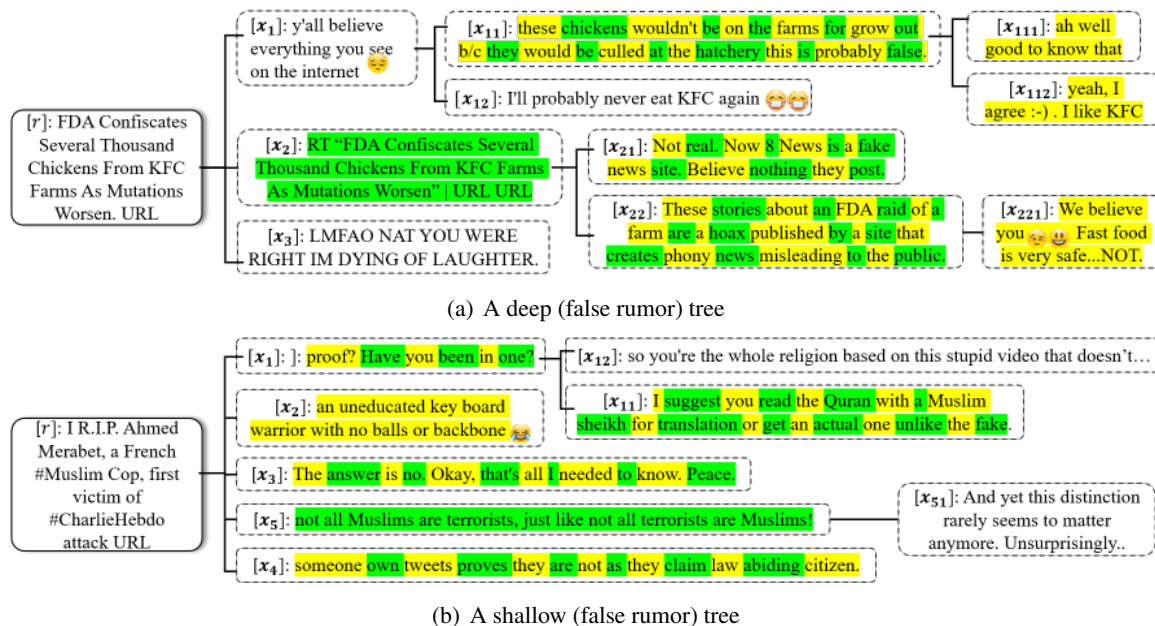 [x1]: y'all believe
everything you see
on the internet 😔
[x11]: these chickens wouldn't be on the farms for grow out
b/c they would be culled at the hatchery this is probably false.
[x111]: ah well
good to know that
[x112]: yeah, I
agree :-) . I like KFC
[x12]: I'll probably never eat KFC again 😷😷
[r]: FDA Confiscates
Several Thousand
Chickens From KFC
Farms As Mutations
Worsen. URL
[x2]: RT “FDA Confiscates Several
Thousand Chickens From KFC Farms
As Mutations Worsen” | URL URL
[x21]: Not real. Now 8 News is a fake
news site. Believe nothing they post.
[x22]: These stories about an FDA raid of a
farm are a hoax published by a site that
creates phony news misleading to the public.
[x221]: We believe
you 😉😃 Fast food
is very safe...NOT.
[x3]: LMFAO NAT YOU WERE
RIGHT IM DYING OF LAUGHTER.
(a) A deep (false rumor) tree
[x1]: ]: proof? Have you been in one?
[x12]: so you're the whole religion based on this stupid video that doesn't…
[x11]: I suggest you read the Quran with a Muslim
sheikh for translation or get an actual one unlike the fake.
[x2]: an uneducated key board
warrior with no balls or backbone 😂
[r]: I R.I.P. Ahmed
Merabet, a French
#Muslim Cop, first
victim of
#CharlieHebdo
attack URL
[x3]: The answer is no. Okay, that's all I needed to know. Peace.
[x5]: not all Muslims are terrorists, just like not all terrorists are Muslims!
[x51]: And yet this distinction
rarely seems to matter
anymore. Unsurprisingly..
[x4]: someone own tweets proves they are not as they claim law abiding citizen.
(b) A shallow (false rumor) tree